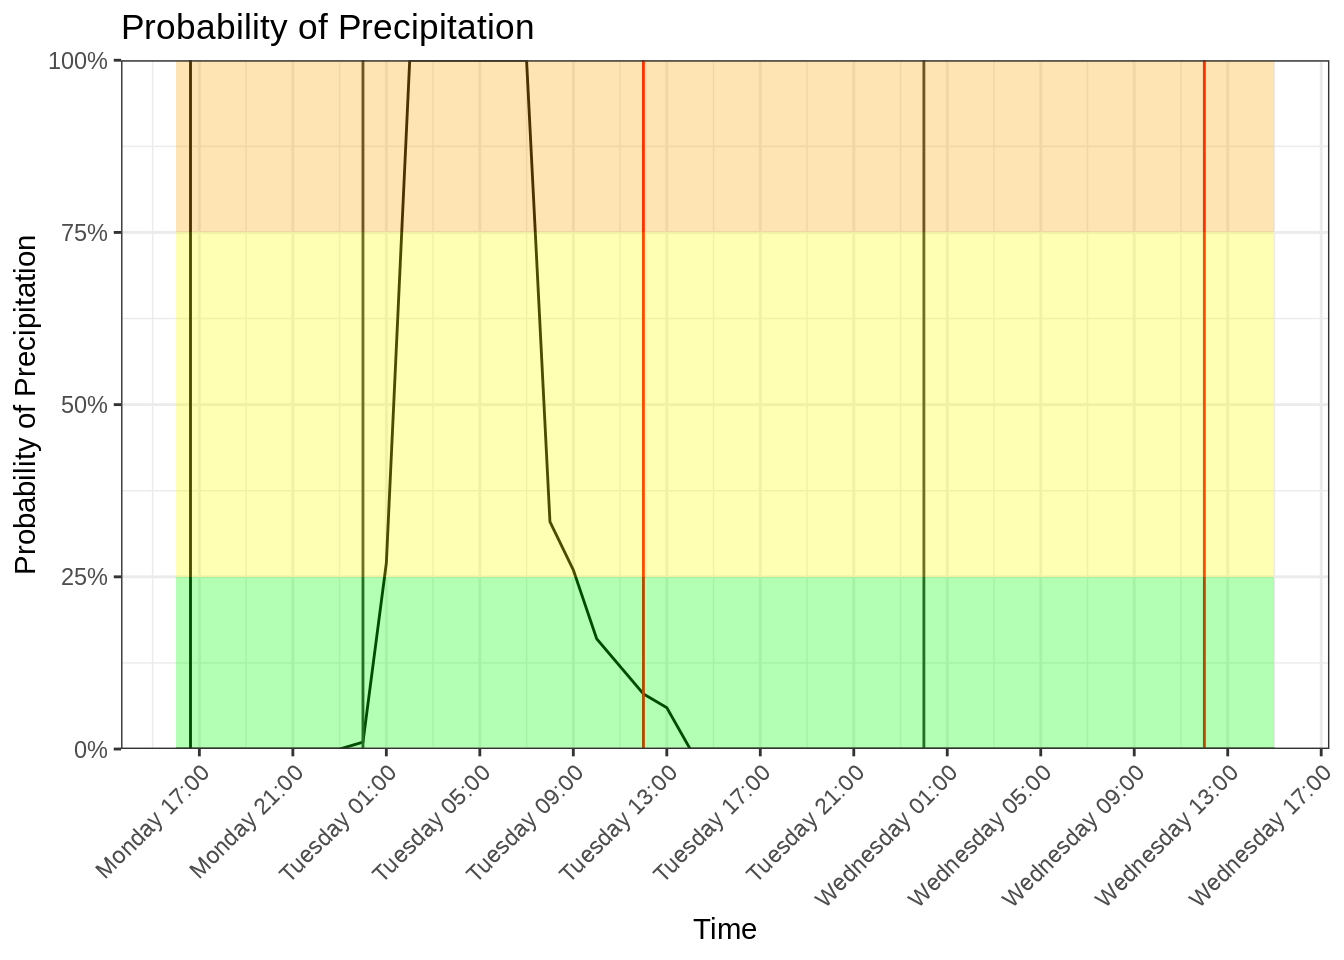 Probability of Precipitation
Probability of Precipitation
100%
75%
50%
25%
0%
Monday 17:00
Monday 21:00
Tuesday 01:00
Tuesday 05:00
Tuesday 09:00
Tuesday 13:00
Tuesday 17:00
Tuesday 21:00
Wednesday 01:00
Wednesday 05:00
Wednesday 09:00
Wednesday 13:00
Wednesday 17:00
Time